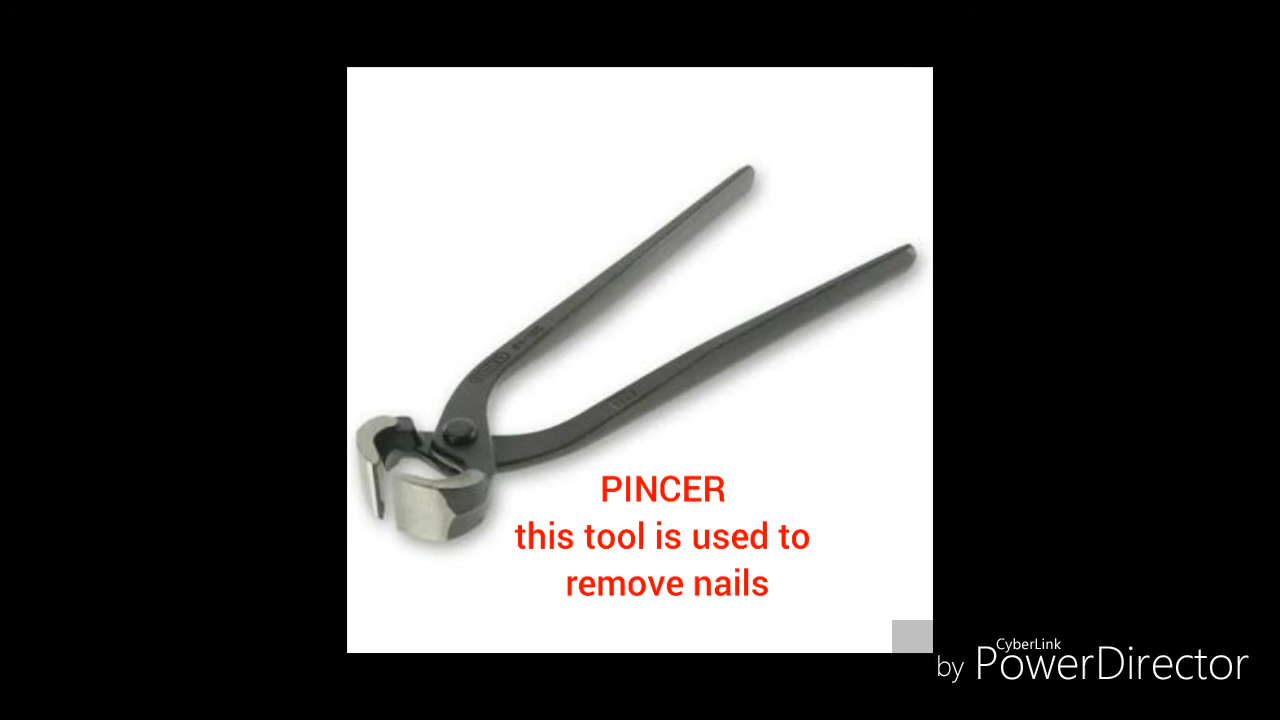 PINCER
this tool is used to
remove nails
CyberLink
by PowerDirector